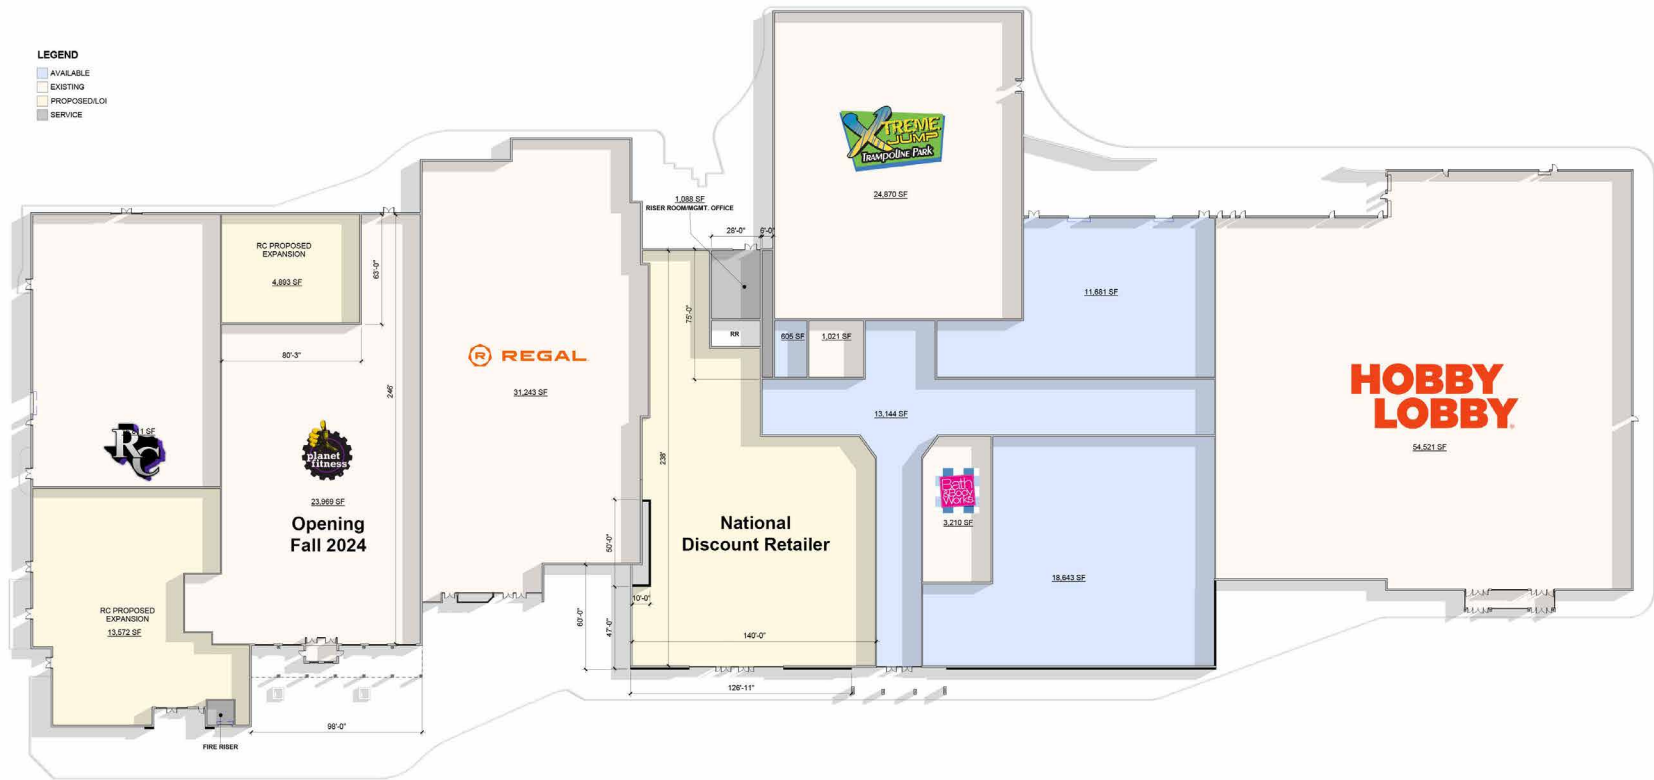 LEGEND
AVAILABLE
EXISTING
PROPOSED/LOI
SERVICE
XTREME
JUMP
TRAMPOLINE PARK
24,870 SF
1,088 SF
RISER ROOM/MGMT. OFFICE
28'-0"
6'-0"
RC PROPOSED
EXPANSION
4,893 SF
63'-0"
80'-3"
246'
R REGAL
31,243 SF
75'-0"
RR
605 SF
1,021 SF
11,681 SF
13,144 SF
HOBBY
LOBBY
54,521 SF
RC
planet
fitness
23,969 SF
Opening
Fall 2024
238'
National
Discount Retailer
Bath
&Body
Works
3,210 SF
18,643 SF
50'-0"
10'-0"
60'-0"
47'-0"
140'-0"
126'-11"
RC PROPOSED
EXPANSION
13,572 SF
98'-0"
FIRE RISER